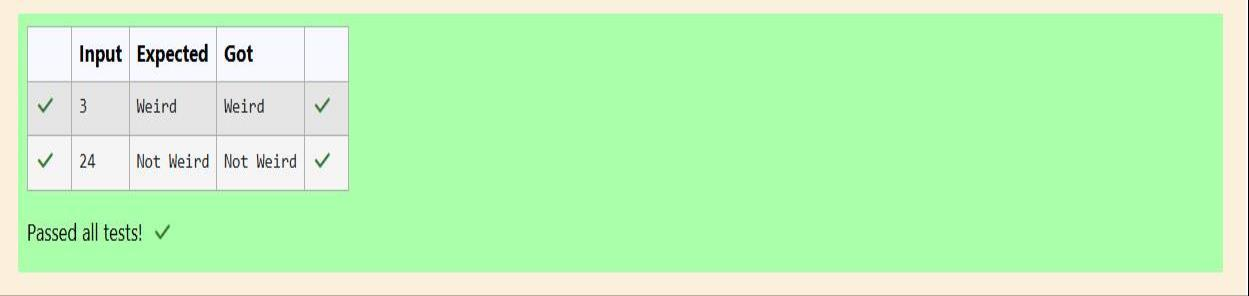 Input Expected Got
3 Weird Weird
24 Not Weird Not Weird
Passed all tests!